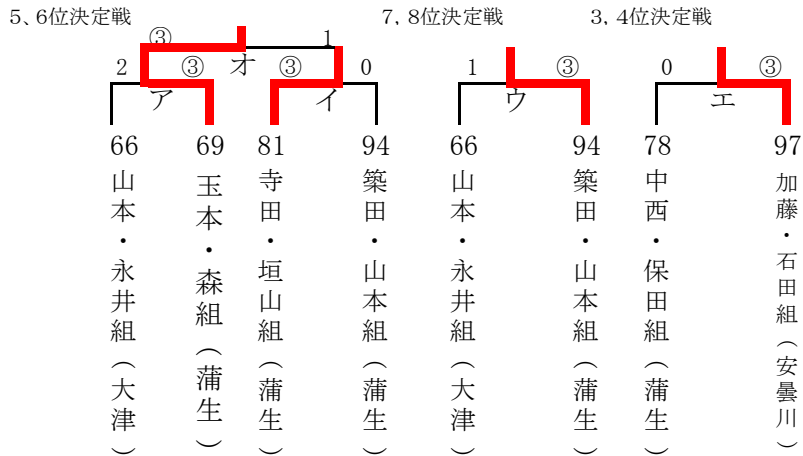 5、6位決定戦
7, 8位決定戦
3, 4位決定戦
③
1
オ
2
③
③
0
1
③
0
③
ア
イ
ウ
エ
66
69
81
94
66
94
78
97
山本・永井組（大津）
玉本・森組（蒲生）
寺田・垣山組（蒲生）
築田・山本組（蒲生）
山本・永井組（大津）
築田・山本組（蒲生）
中西・保田組（蒲生）
加藤・石田組（安曇川）